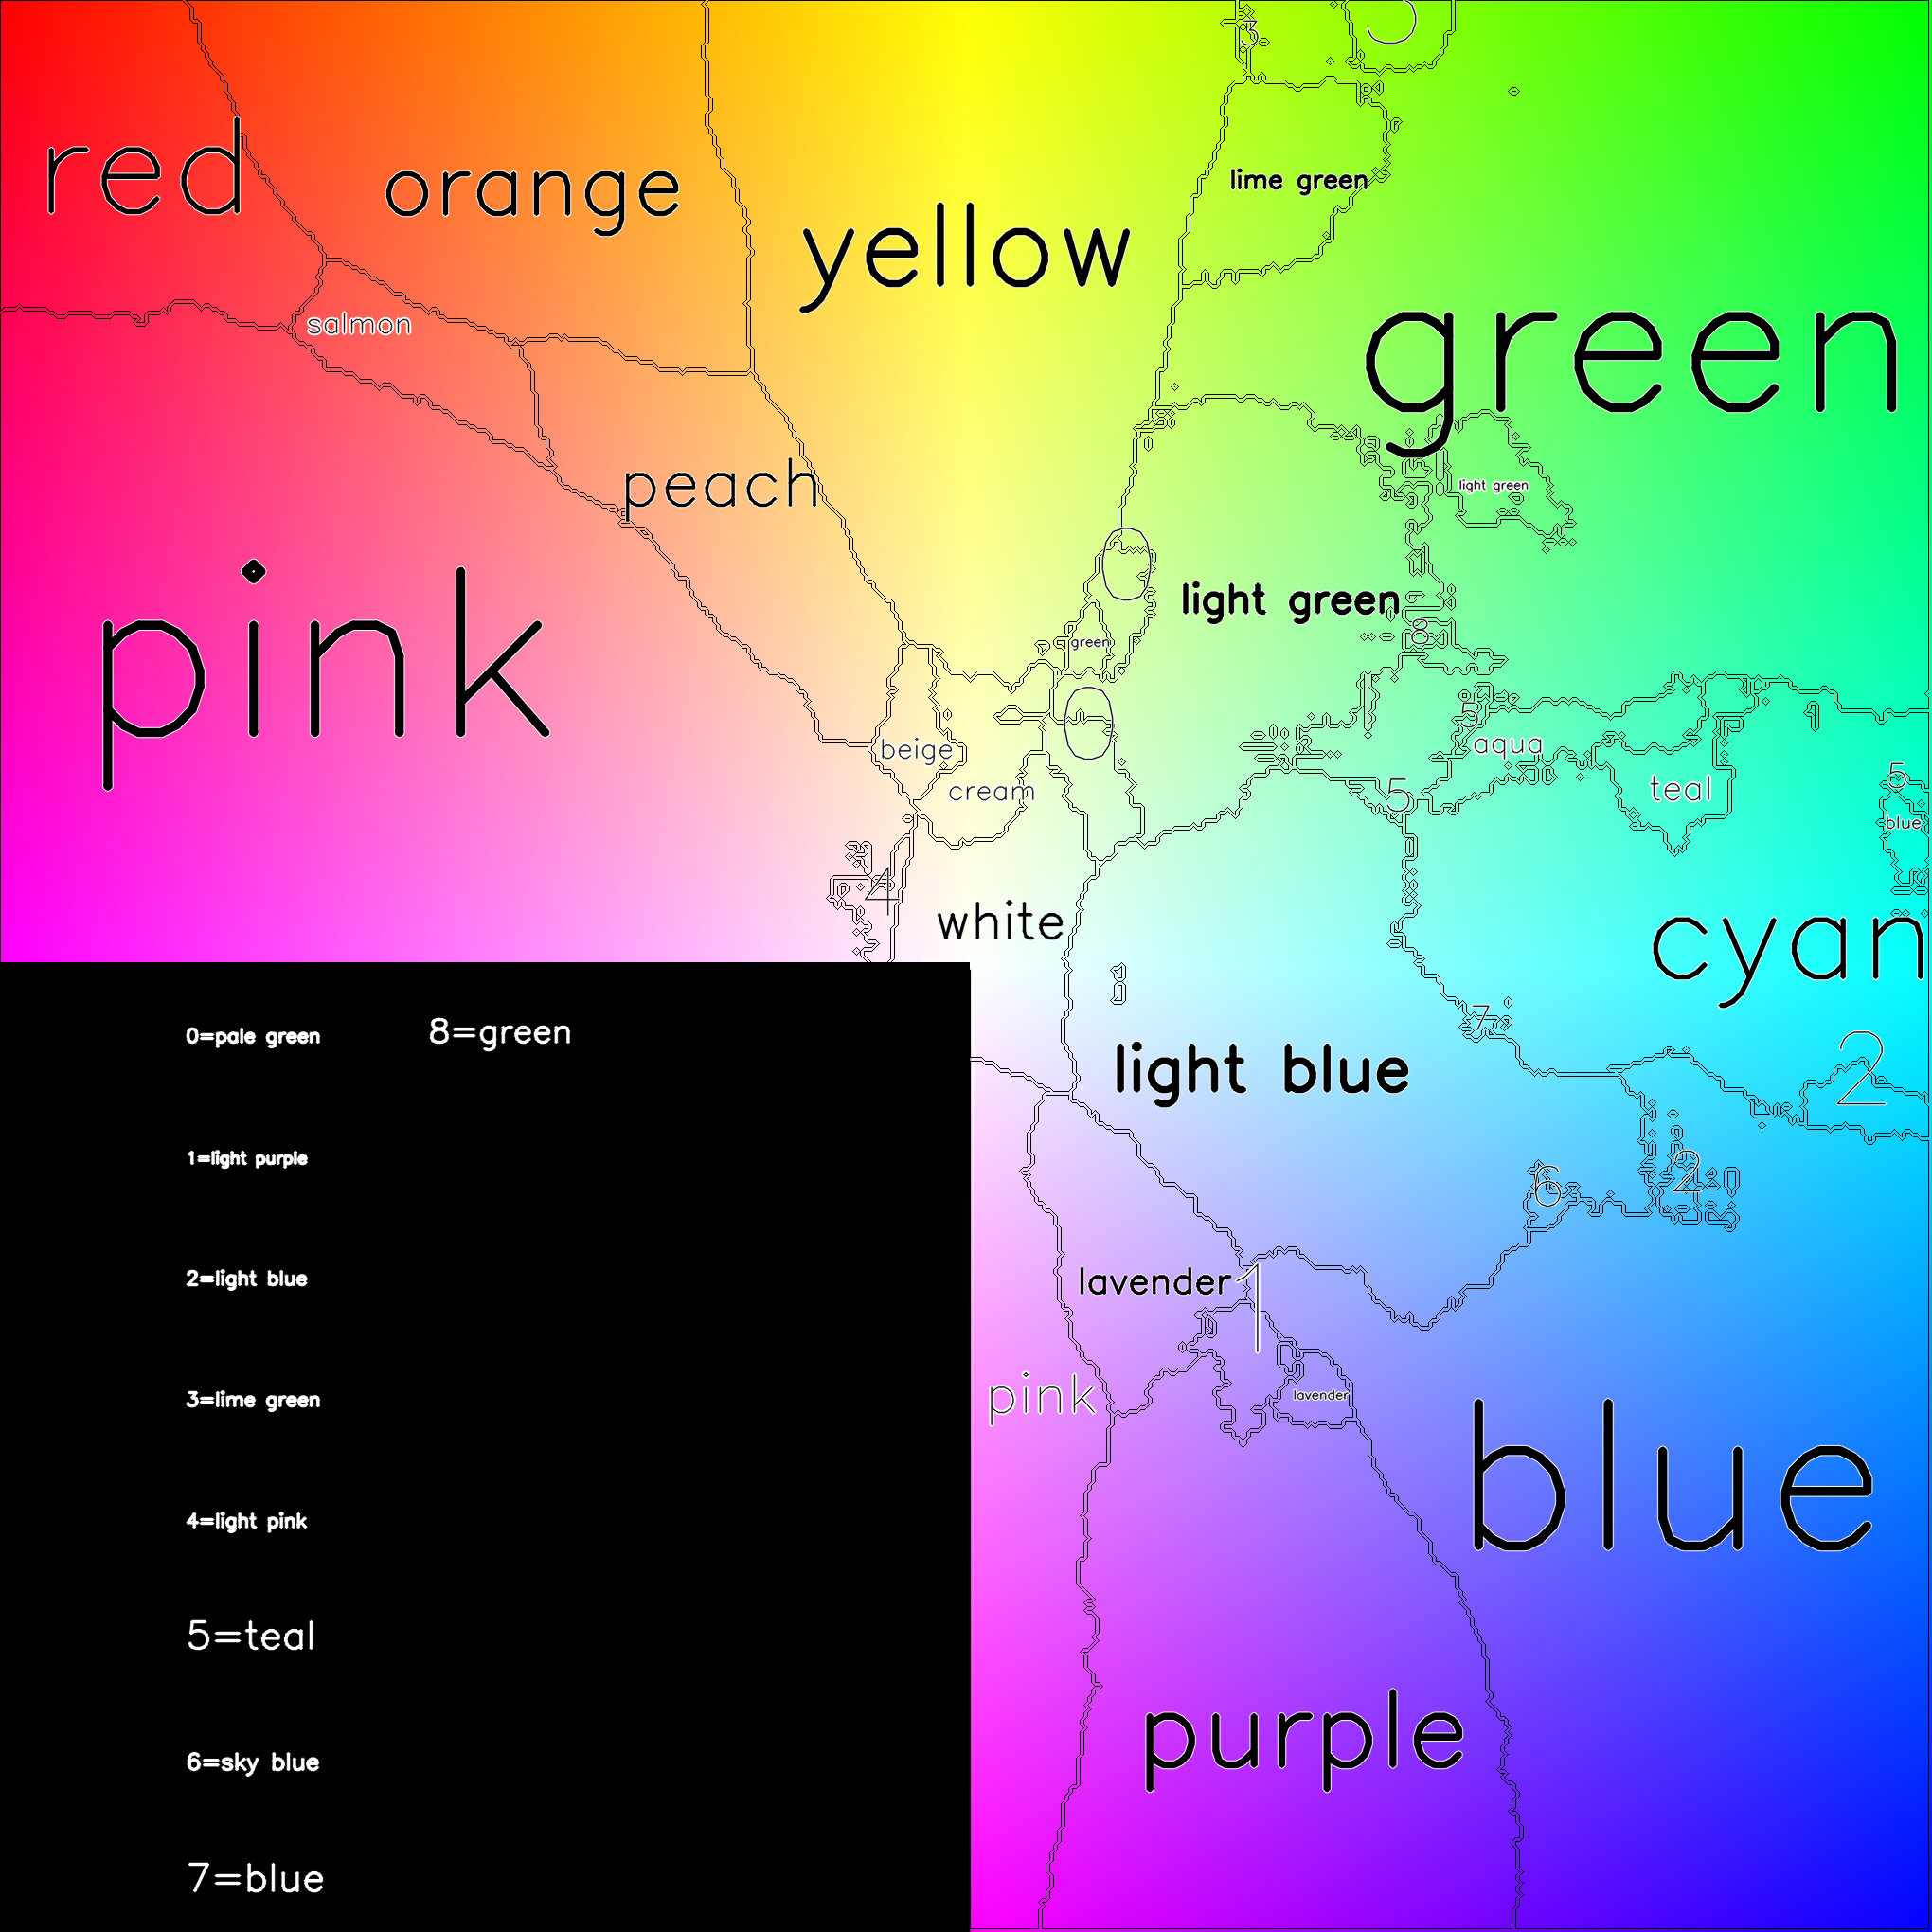 3
3
lime green
red
orange
yellow
green
salmon
peach
light green
0
light green
pink
8
green
0
5
aqua
beige
teal
cream
5
5
blue
4
white
cyan
7
light blue
2
2
6
lavender
1
lavender
pink
blue
purple
0=pale green
8=green
1=light purple
2=light blue
3=lime green
4=light pink
5=teal
6=sky blue
7=blue